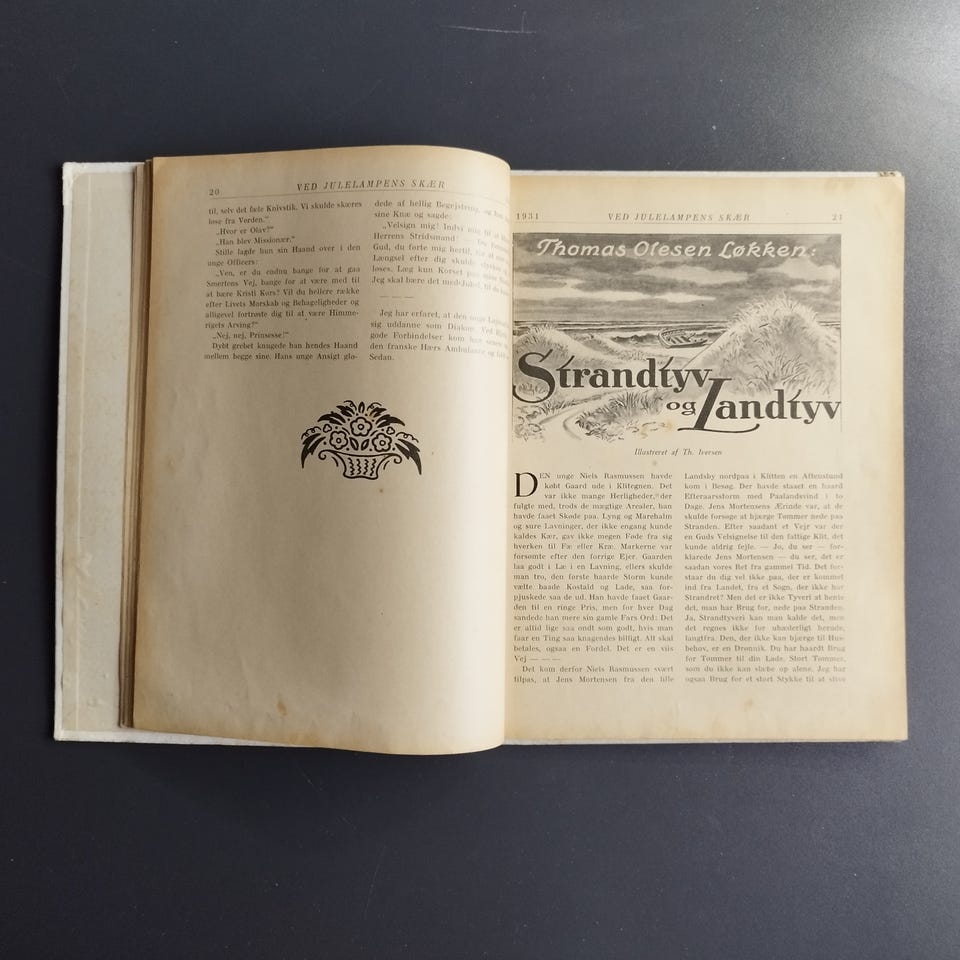 20
VED JULELAMPENS SKÆR
til, selv det fæle Knivstik. Vi skulde skæres
løse fra Verden."
„Hvor er Olav?"
„Han blev Missionær."
Stille lagde hun sin Haand over i den
unge Officers:
„Ven, er du endnu bange for at gaa
Smertens Vej, bange for at være med til
at bære Kristi Kors? Vil du hellere række
efter Livets Morskab og Behageligheder og
alligevel fortrøste dig til at være Himme-
rigets Arsing?"
„Nej, nej, Prinsesse!"
Dybt grebet knugede han hendes Haand
mellem begge sine. Hans unge Ansigt glø-
dede af hellig Begejstring, og han
sine Knæ og sagde:
„Velsign mig! Indvi mig til
Herrens Stridsmand!
Gud, du førte mig hertil, for at
Længsel efter dig skulde
løses. Læg kun Korset paa mine
Jeg skal bære det med Jubel, til du
— — —
Jeg har erfaret, at den unge
sig uddanne som Diakon. Ved
gode Forbindelser kom han senere
den franske Hærs Ambulance og
Sedan.
1931
VED JULELAMPENS SKÆR
21
Thomas Olesen Løkken:
Strandtyv
og Landtyv
Illustreret af Th. Iversen
DEN unge Niels Rasmussen havde
købt Gaard ude i Klitegnen. Det
var ikke mange Herligheder, der
fulgte med, trods de mægtige Arealer, han
havde faaet Skøde paa. Lyng og Marehalm
og sure Lavninger, der ikke engang kunde
kaldes Kær, gav ikke megen Føde fra sig
hverken til Fæ eller Kræ. Markerne var
forsømte efter den forrige Ejer. Gaarden
laa godt i Læ i en Lavning, ellers skulde
man tro, den første haarde Storm kunde
vælte baade Kostald og Lade, saa for-
pjuskede saa de ud. Han havde faaet Gaar-
den til en ringe Pris, men for hver Dag
sandede han mere sin gamle Fars Ord: Det
er altid lige saa ondt som godt, hvis man
faar en Ting saa knagendes billigt. Alt skal
betales, ogsaa en Fordel. Det er en viis
Vej — — —
Det kom derfor Niels Rasmussen svært
tilpas, at Jens Mortensen fra den lille
Landsby nordpaa i Klitten en Aftenstund
kom i Besøg. Der havde staaet en haard
Efteraarsstorm med Paalandsvind i to
Dage. Jens Mortensens Ærinde var, at de
skulde forsøge at bjærge Tømmer nede paa
Stranden. Efter saadant et Vejr var der
en Guds Velsignelse til den fattige Klit, det
kunde aldrig fejle. — Jo, du ser — for-
klarede Jens Mortensen — du ser, det er
saadan vores Ret fra gammel Tid. Det for-
staar du dig vel ikke paa, der er kommet
ind fra Landet, fra et Sogn, der ikke har
Strandret? Men det er ikke Tyveri at hente
det, man har Brug for, nede paa Stranden.
Ja, Strandtyveri kan man kalde det, men
det regnes ikke for uhæderligt herude,
langtfra. Den, der ikke kan bjærge til Hus-
behov, er en Drønnik. Du har haardt Brug
for Tømmer til din Lade. Stort Tømmer,
som du ikke kan slæbe op alene. Jeg har
ogsaa Brug for et stort Stykke til at stive